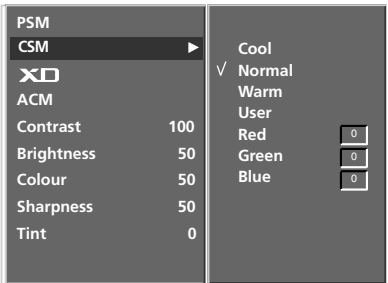 PSM
CSM ▶
XD
ACM
Contrast 100
Brightness 50
Colour 50
Sharpness 50
Tint 0
Cool
√ Normal
Warm
User
Red 0
Green 0
Blue 0